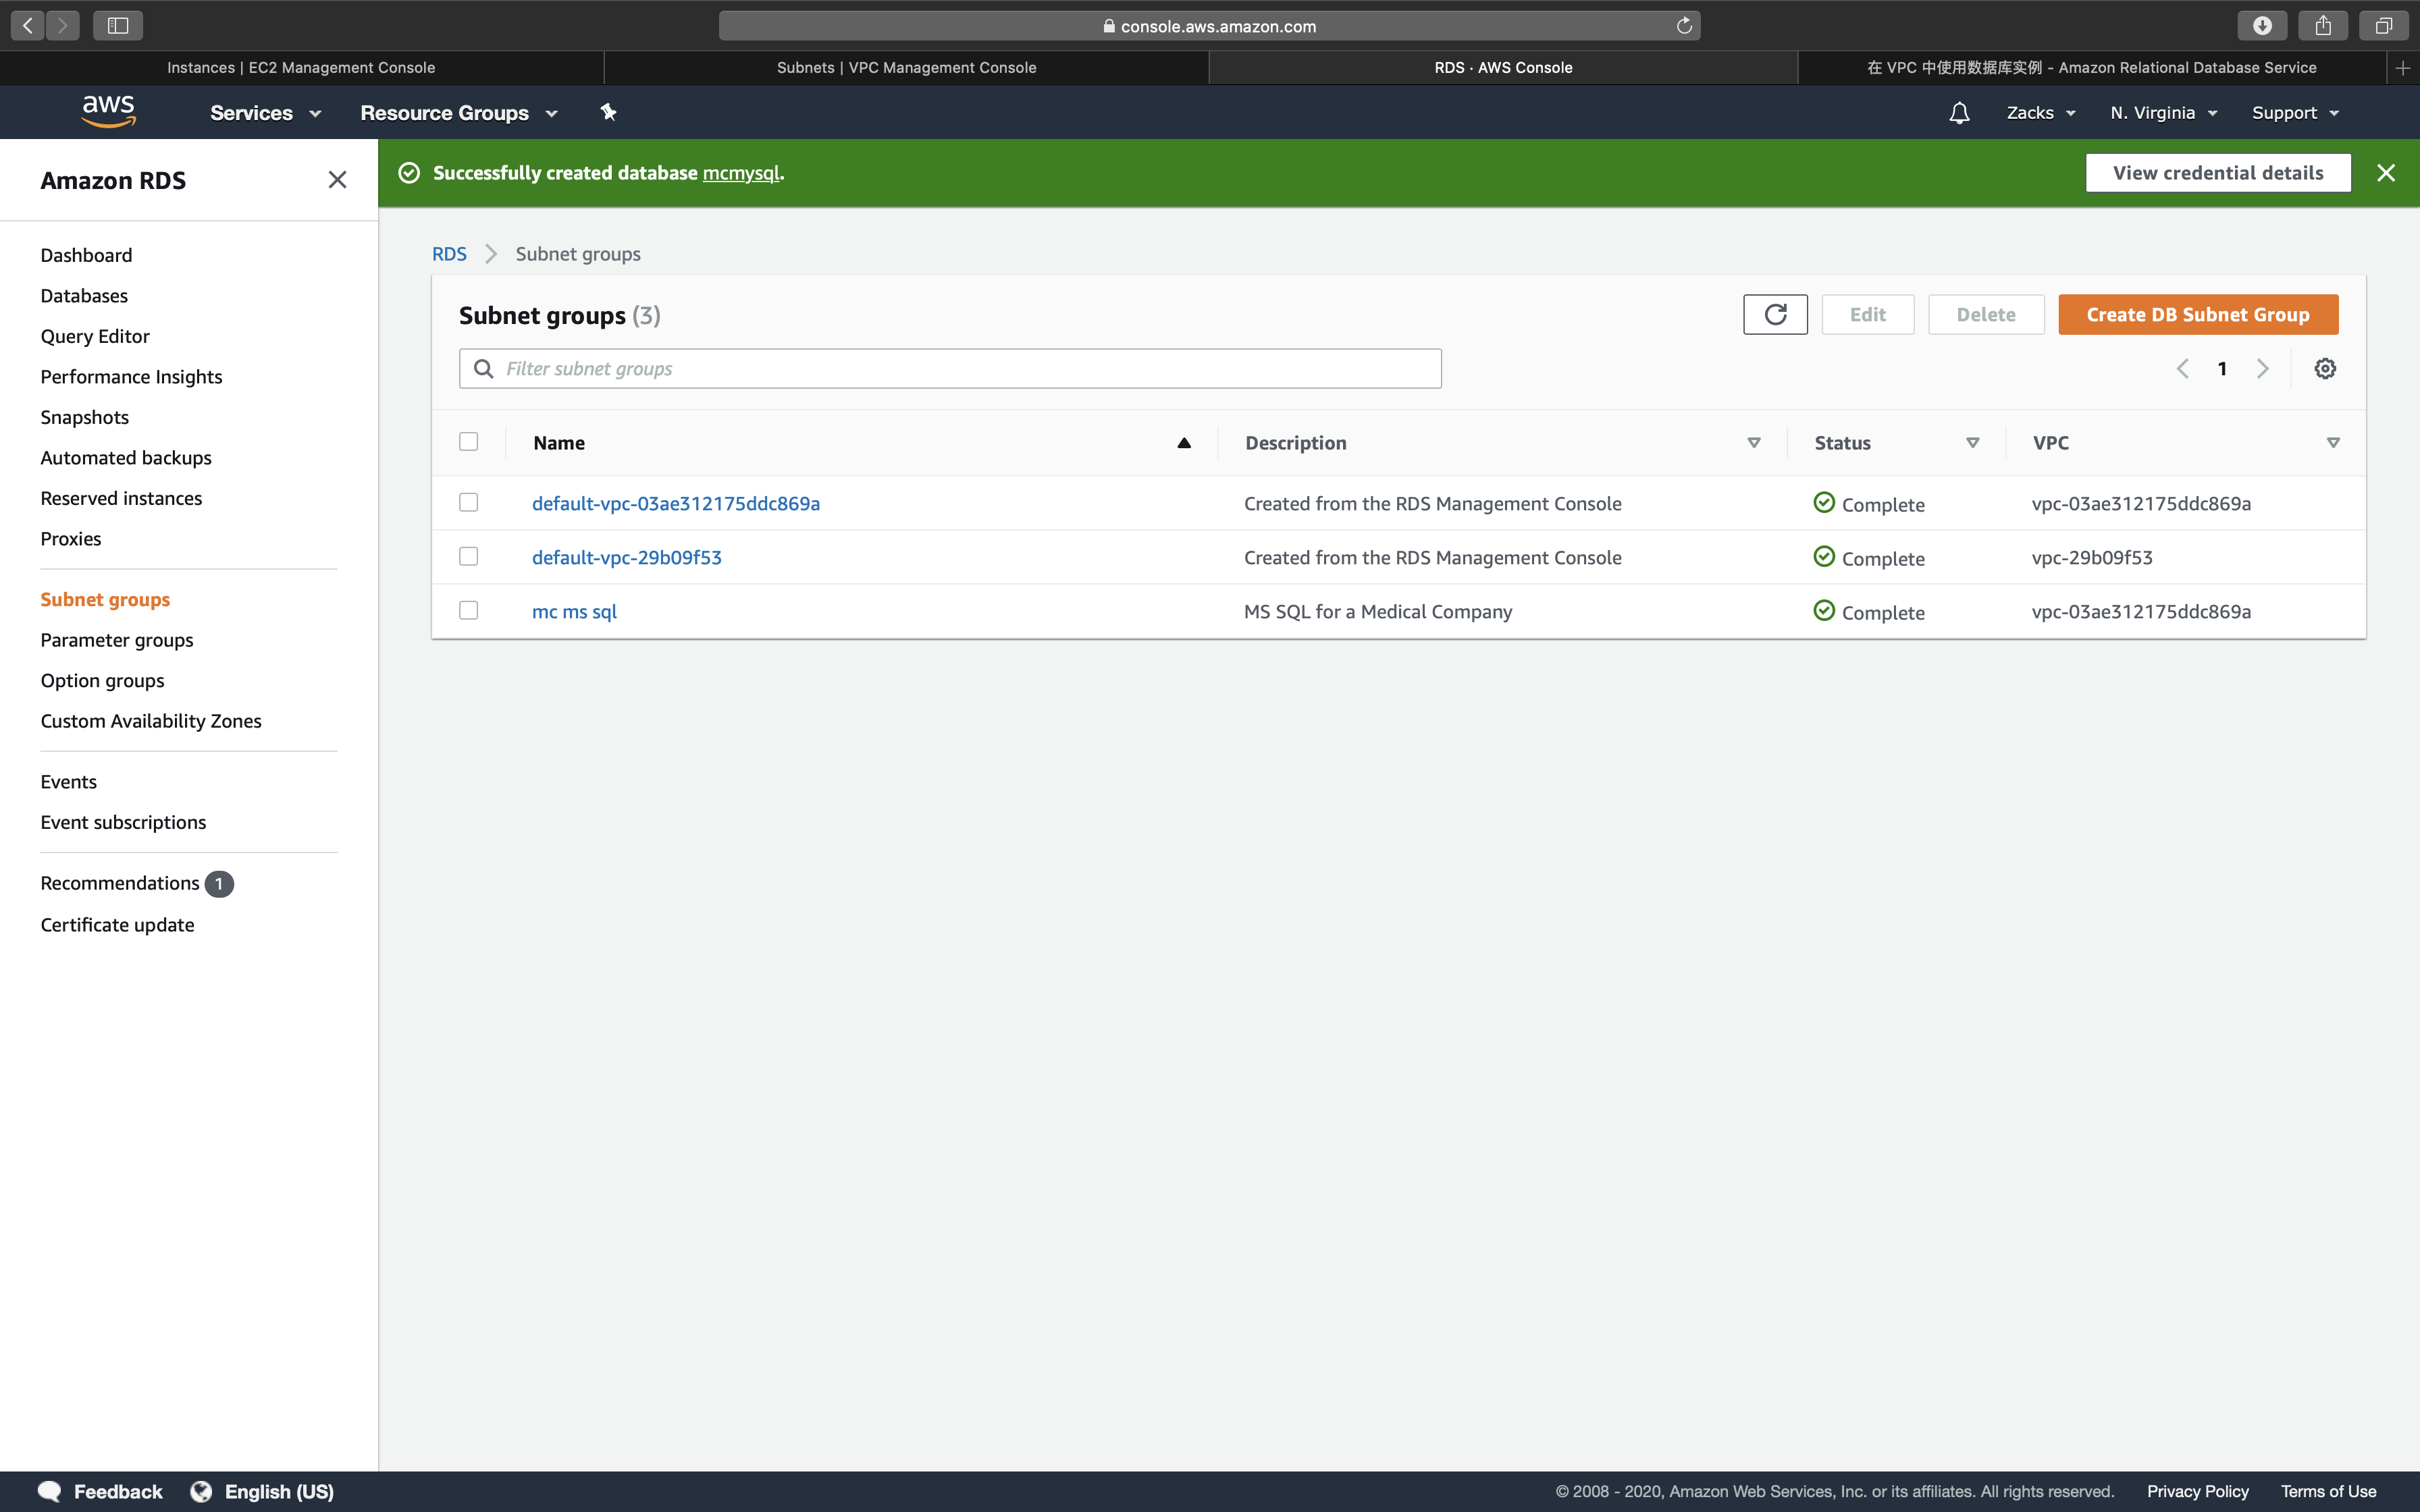 console.aws.amazon.com
Instances | EC2 Management Console
Subnets | VPC Management Console
RDS · AWS Console
在 VPC 中使用数据库实例 - Amazon Relational Database Service
aws
Services
Resource Groups
Zacks
N. Virginia
Support
Amazon RDS
Dashboard
Databases
Query Editor
Performance Insights
Snapshots
Automated backups
Reserved instances
Proxies
Subnet groups
Parameter groups
Option groups
Custom Availability Zones
Events
Event subscriptions
Recommendations 1
Certificate update
Successfully created database mcmysql.
View credential details
RDS
Subnet groups
Subnet groups (3)
Edit
Delete
Create DB Subnet Group
Filter subnet groups
1
Name Description Status VPC
default-vpc-03ae312175ddc869a Created from the RDS Management Console Complete vpc-03ae312175ddc869a
default-vpc-29b09f53 Created from the RDS Management Console Complete vpc-29b09f53
mc ms sql MS SQL for a Medical Company Complete vpc-03ae312175ddc869a
Feedback
English (US)
© 2008 - 2020, Amazon Web Services, Inc. or its affiliates. All rights reserved.
Privacy Policy
Terms of Use